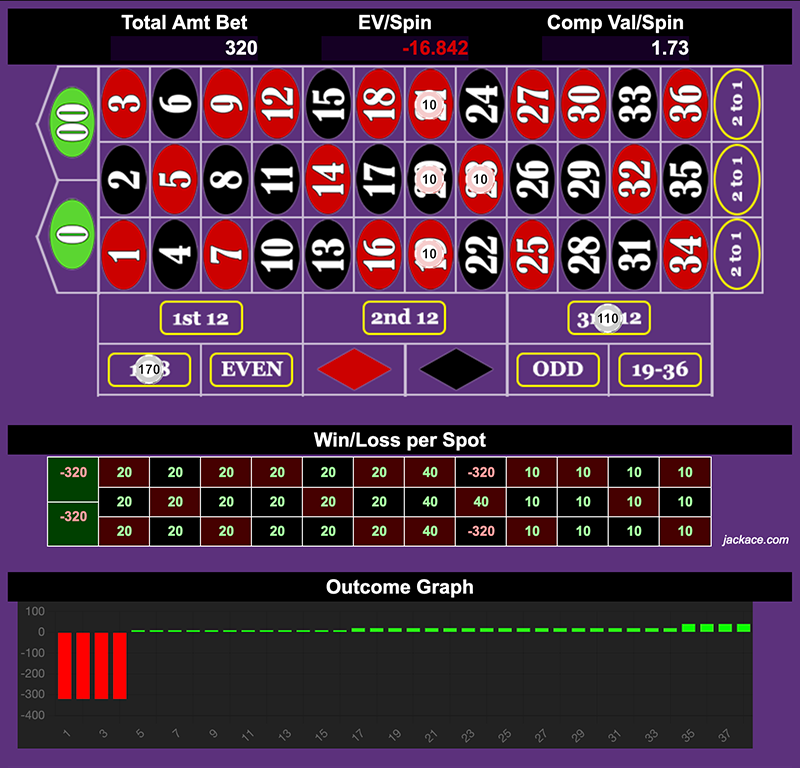 Total Amt Bet EV/Spin Comp Val/Spin
320 -16.842 1.73
00 3 6 9 12 15 18 10 24 27 30 33 36 2 to 1
2 5 8 11 14 17 10 10 26 29 32 35 2 to 1
0 1 4 7 10 13 16 10 22 25 28 31 34 2 to 1
1st 12 2nd 12 3 110 12
1 170 8 EVEN ODD 19-36
Win/Loss per Spot
-320 20 20 20 20 20 20 40 -320 10 10 10 10
-320 20 20 20 20 20 20 40 40 10 10 10 10
20 20 20 20 20 20 40 -320 10 10 10 10
jackace.com
Outcome Graph
100
0
-100
-200
-300
-400
1 3 5 7 9 11 13 15 17 19 21 23 25 27 29 31 33 35 37